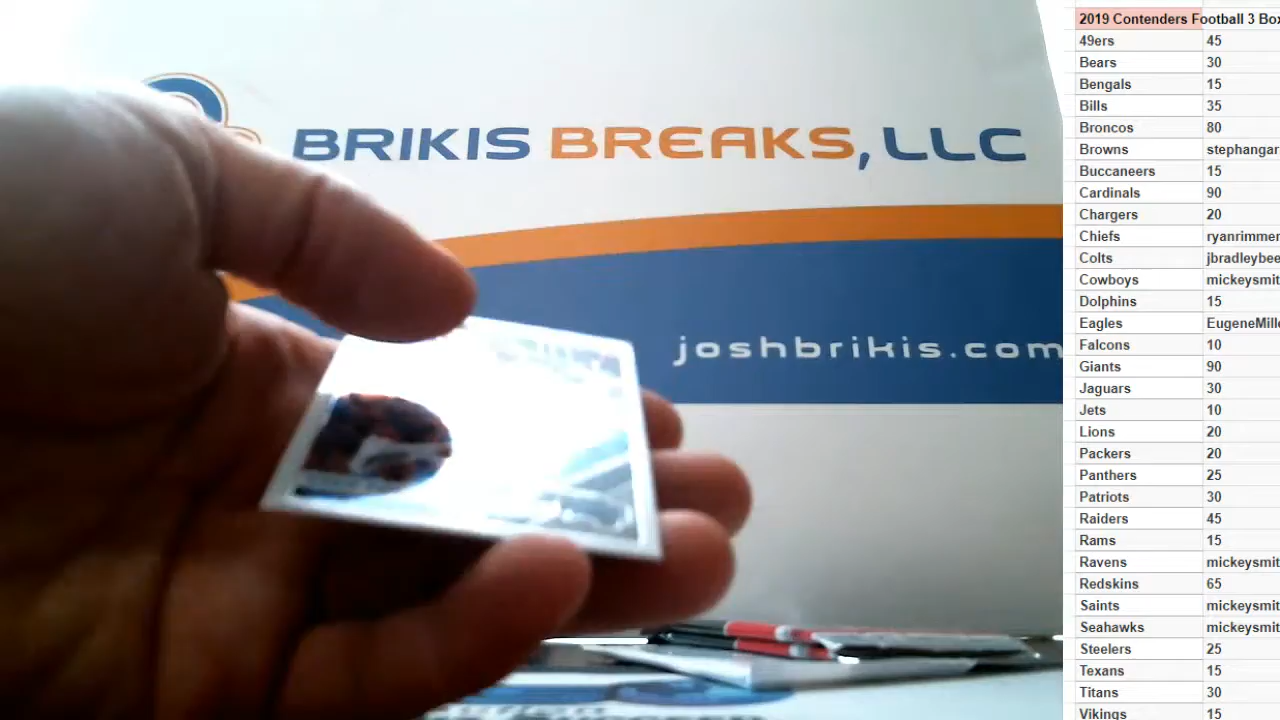 BRIKIS BREAKS, LLC
joshbrikis.com
2019 Contenders Football 3 Box
49ers 45
Bears 30
Bengals 15
Bills 35
Broncos 80
Browns stephangar
Buccaneers 15
Cardinals 90
Chargers 20
Chiefs ryanrimmer
Colts jbradleybee
Cowboys mickeysmit
Dolphins 15
Eagles EugeneMille
Falcons 10
Giants 90
Jaguars 30
Jets 10
Lions 20
Packers 20
Panthers 25
Patriots 30
Raiders 45
Rams 15
Ravens mickeysmit
Redskins 65
Saints mickeysmit
Seahawks mickeysmit
Steelers 25
Texans 15
Titans 30
Vikings 15